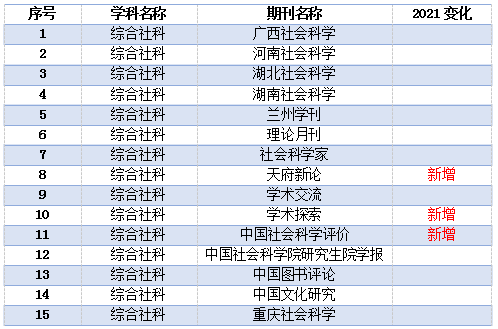 序号 学科名称 期刊名称 2021变化
1 综合社科 广西社会科学
2 综合社科 河南社会科学
3 综合社科 湖北社会科学
4 综合社科 湖南社会科学
5 综合社科 兰州学刊
6 综合社科 理论月刊
7 综合社科 社会科学家
8 综合社科 天府新论 新增
9 综合社科 学术交流
10 综合社科 学术探索 新增
11 综合社科 中国社会科学评价 新增
12 综合社科 中国社会科学院研究生院学报
13 综合社科 中国图书评论
14 综合社科 中国文化研究
15 综合社科 重庆社会科学